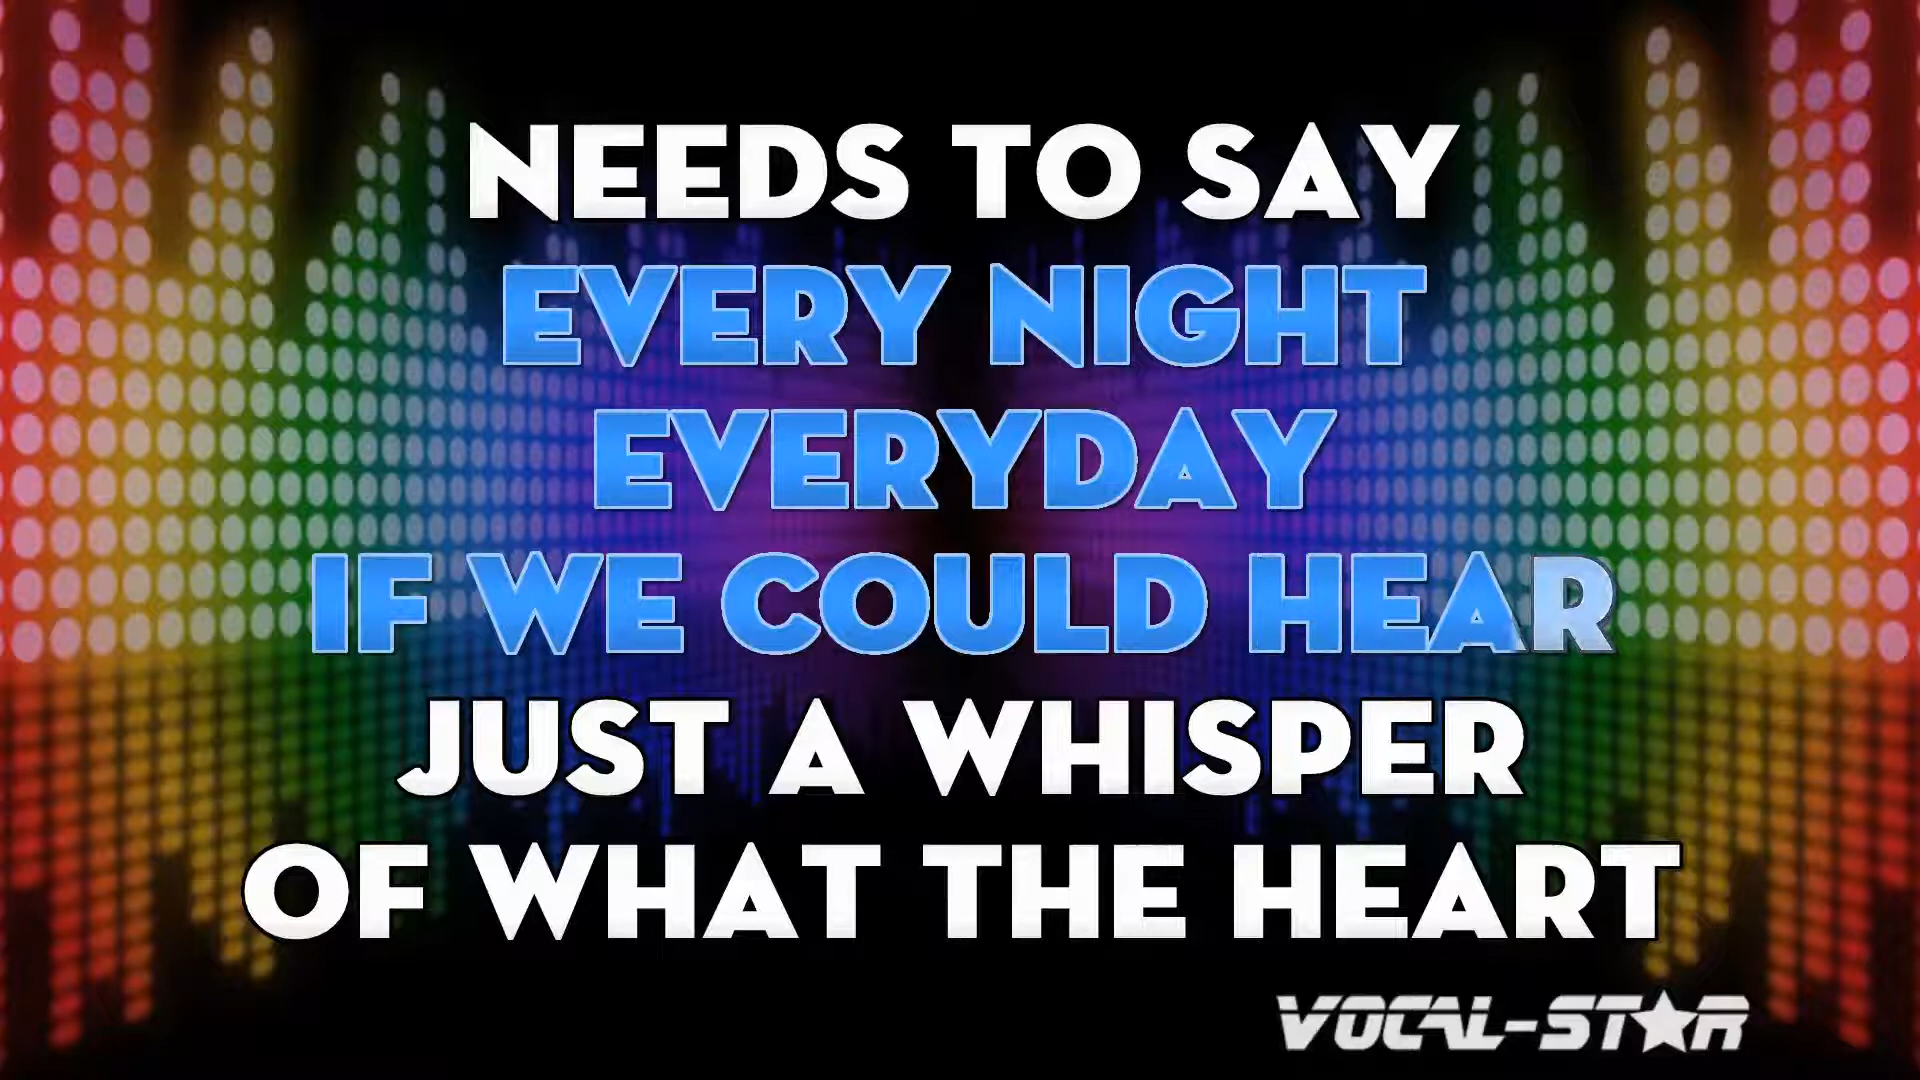 NEEDS TO SAY
EVERY NIGHT
EVERYDAY
IF WE COULD HEAR
JUST A WHISPER
OF WHAT THE HEART
VOCAL-STAR